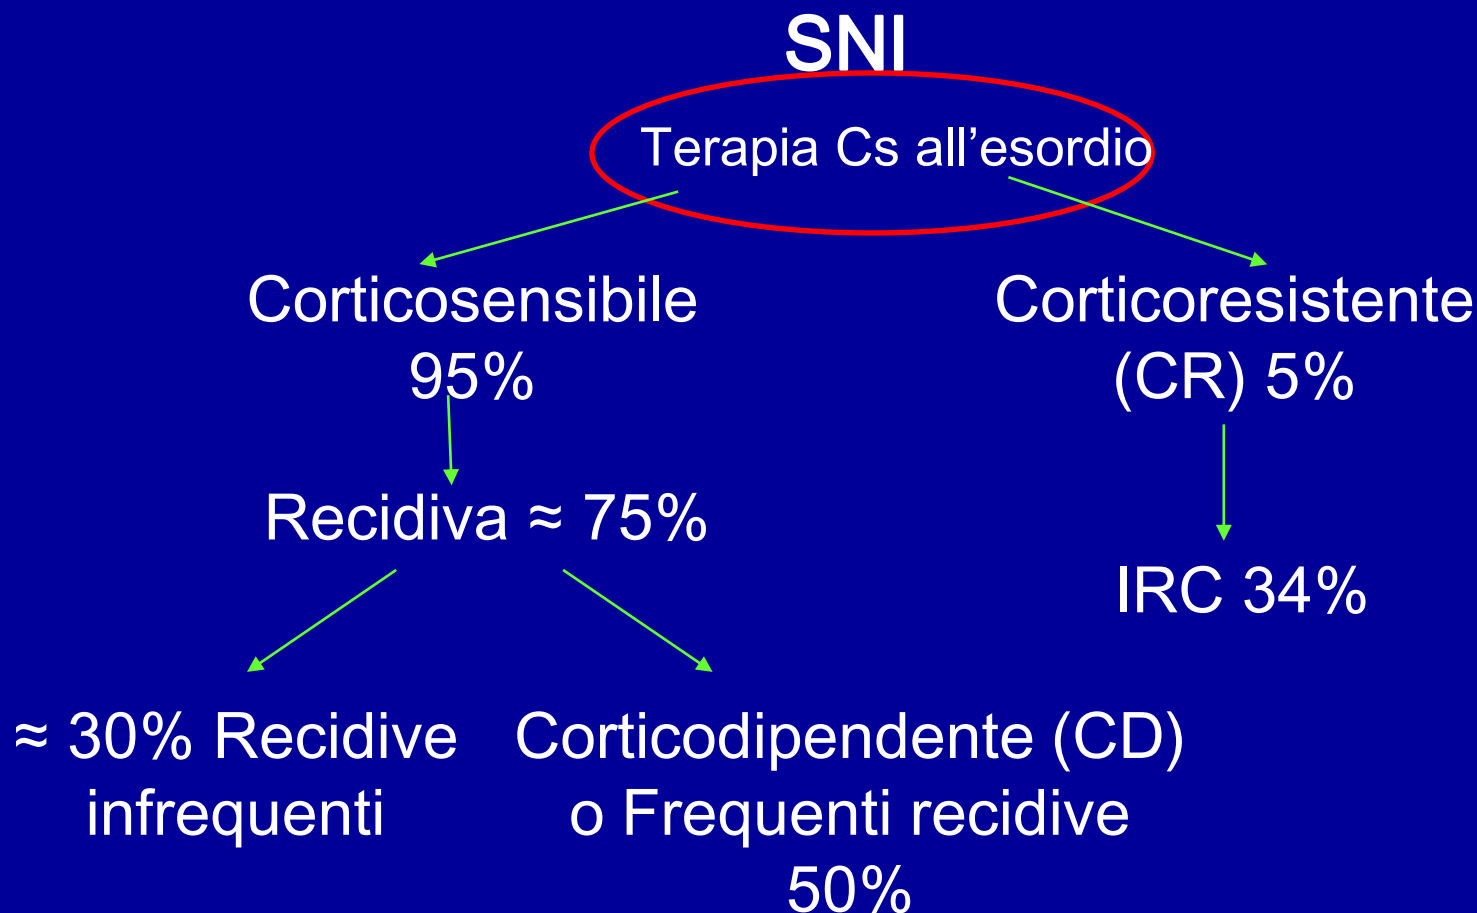 SNI
Terapia Cs all’esordio
Corticosensibile
95%
Corticoresistente
(CR) 5%
Recidiva ≈ 75%
IRC 34%
≈ 30% Recidive
infrequenti
Corticodipendente (CD)
o Frequenti recidive
50%